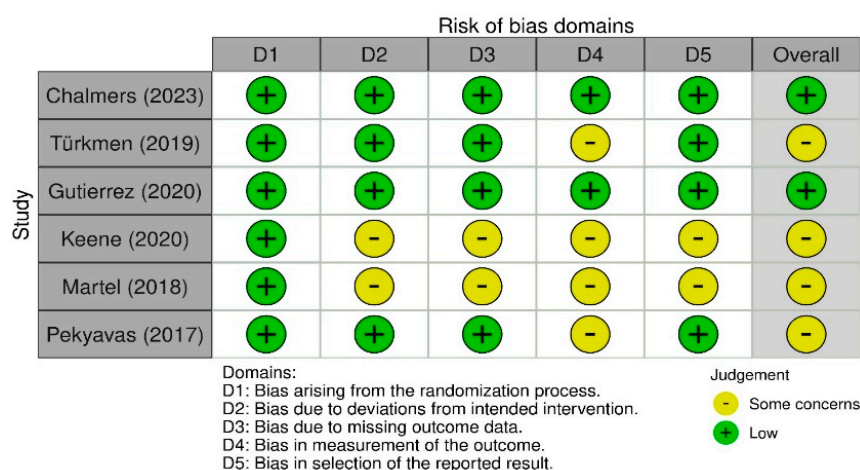 Risk of bias domains
D1 D2 D3 D4 D5 Overall
Study
Chalmers (2023) + + + + + +
Türkmen (2019) + + + - + -
Gutierrez (2020) + + + + + +
Keene (2020) + - - - - -
Martel (2018) + - - - - -
Pekyavas (2017) + + + - + -
Domains:
D1: Bias arising from the randomization process.
D2: Bias due to deviations from intended intervention.
D3: Bias due to missing outcome data.
D4: Bias in measurement of the outcome.
D5: Bias in selection of the reported result.
Judgement
- Some concerns
+ Low